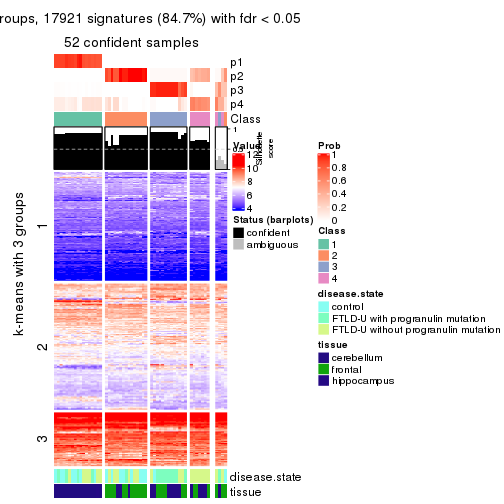 roups, 17921 signatures (84.7%) with fdr < 0.05
52 confident samples
p1
p2
p3
p4
Class
1
score
Value
12
10
8
6
4
Prob
1
0.8
0.6
0.4
0.2
0
Status (barplots)
confident
ambiguous
Class
1
2
3
4
disease.state
control
FTLD-U with progranulin mutation
FTLD-U without progranulin mutation
tissue
cerebellum
frontal
hippocampus
k-means with 3 groups
1
2
3
disease.state
tissue